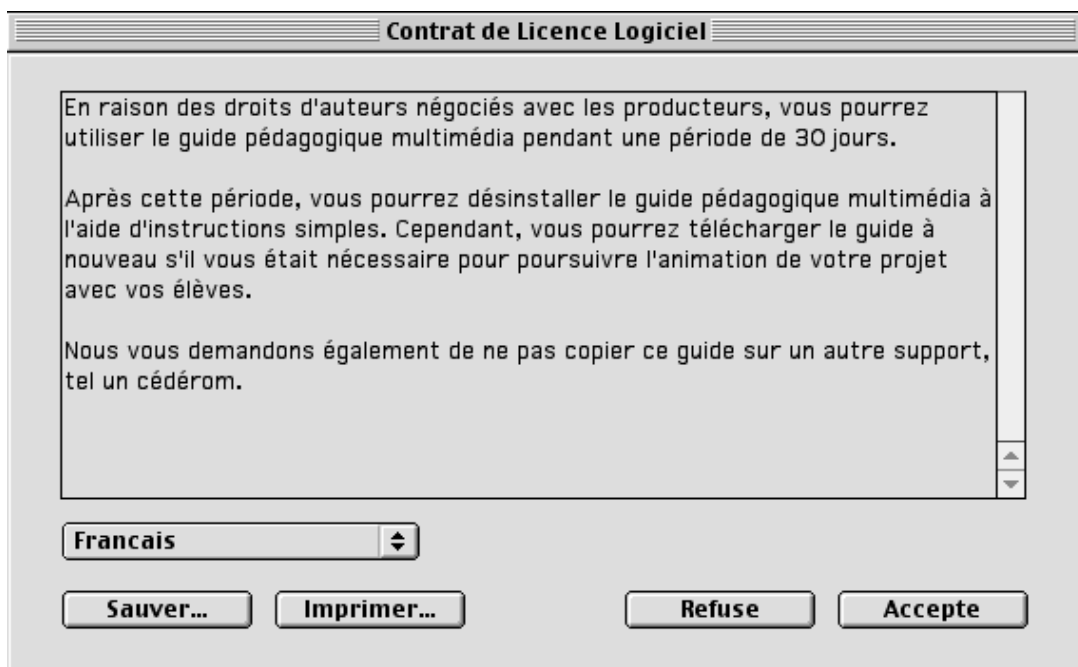 Contrat de Licence Logiciel
En raison des droits d'auteurs négociés avec les producteurs, vous pourrez
utiliser le guide pédagogique multimédia pendant une période de 30 jours.
Après cette période, vous pourrez désinstaller le guide pédagogique multimédia à
l'aide d'instructions simples. Cependant, vous pourrez télécharger le guide à
nouveau s'il vous était nécessaire pour poursuivre l'animation de votre projet
avec vos élèves.
Nous vous demandons également de ne pas copier ce guide sur un autre support,
tel un cédérom.
Francais
Sauver... Imprimer... Refuse Accepte